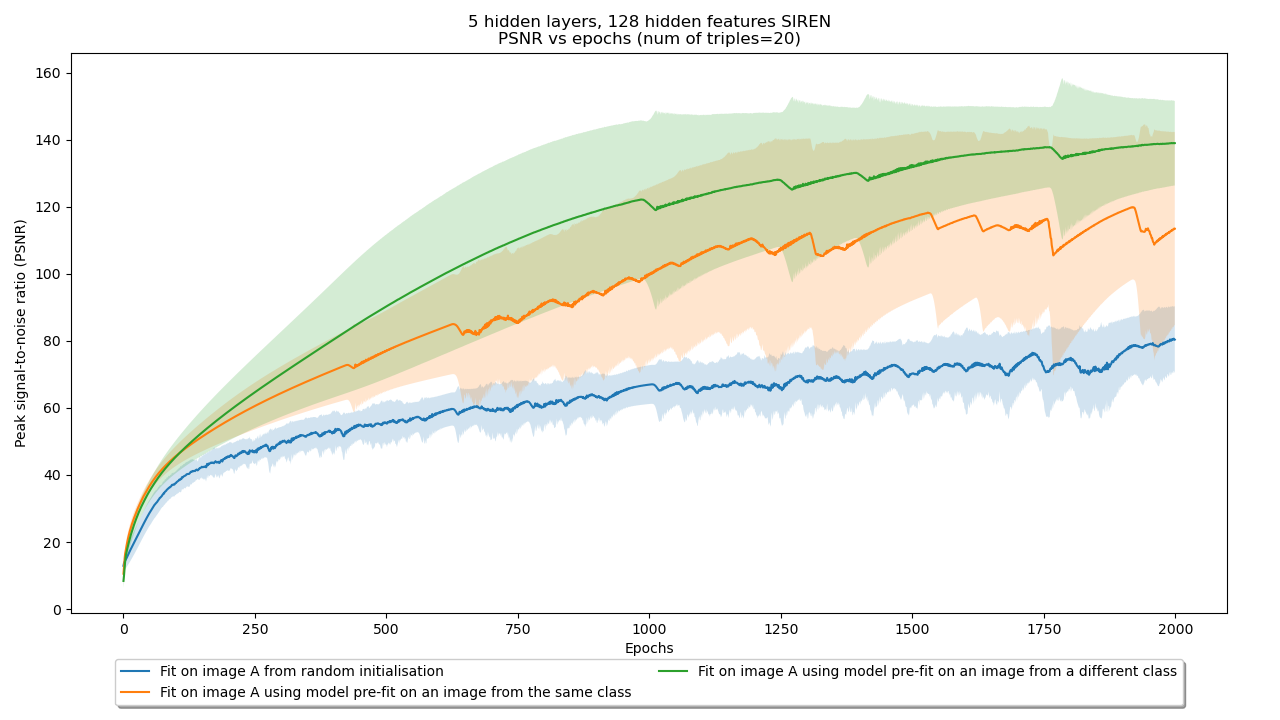 5 hidden layers, 128 hidden features SIREN
PSNR vs epochs (num of triples=20)
Peak signal-to-noise ratio (PSNR)
160
140
120
100
80
60
40
20
0
0 250 500 750 1000 1250 1500 1750 2000
Epochs
Fit on image A from random initialisation
Fit on image A using model pre-fit on an image from the same class
Fit on image A using model pre-fit on an image from a different class